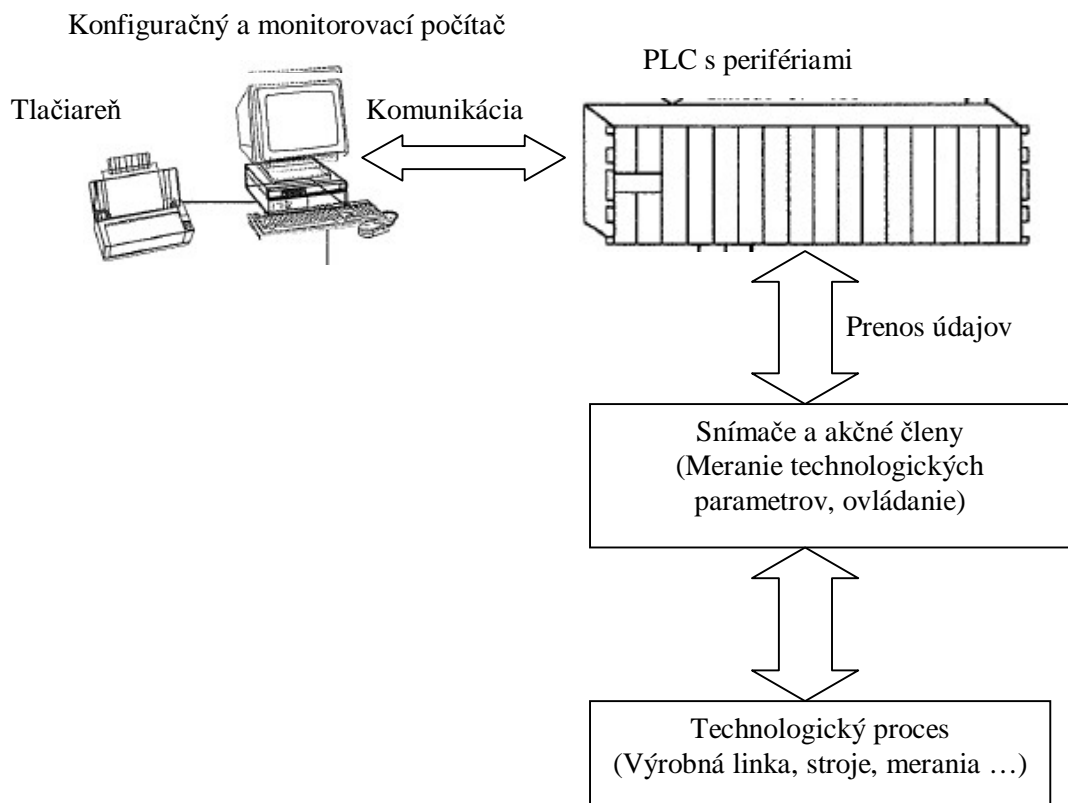 Konfiguračný a monitorovací počítač
PLC s perifériami
Tlačiareň
Komunikácia
Prenos údajov
Snímače a akčné členy
(Meranie technologických
parametrov, ovládanie)
Technologický proces
(Výrobná linka, stroje, merania …)